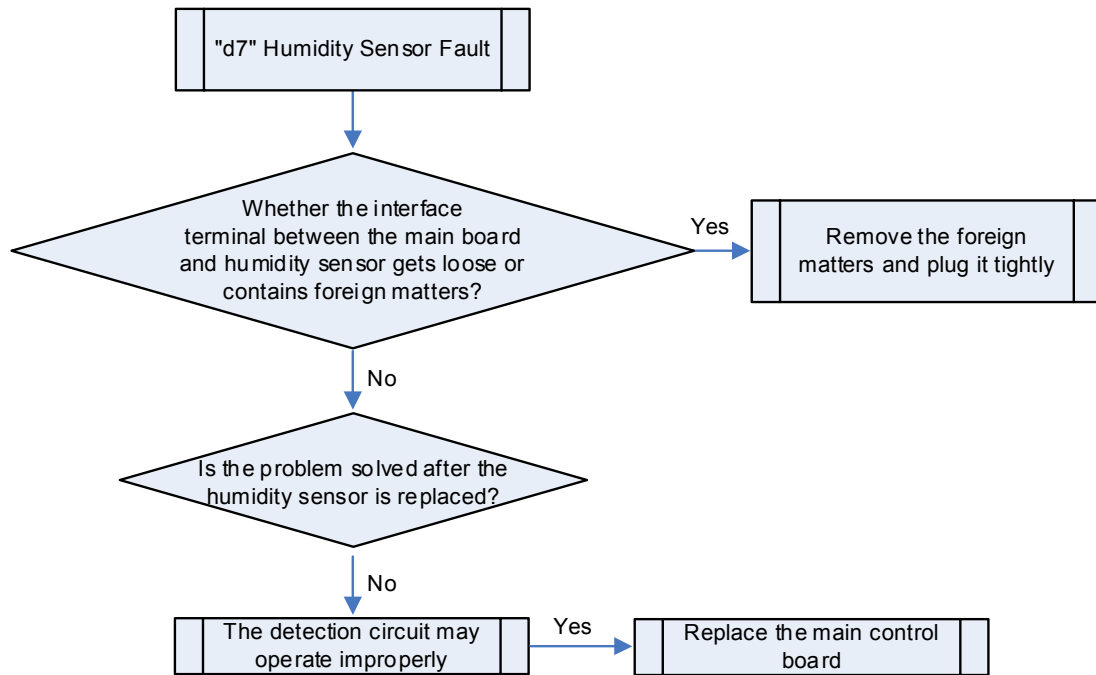 "d7" Humidity Sensor Fault
Whether the interface
terminal between the main board
and humidity sensor gets loose or
contains foreign matters?
Yes
Remove the foreign
matters and plug it tightly
No
Is the problem solved after the
humidity sensor is replaced?
No
The detection circuit may
operate improperly
Yes
Replace the main control
board